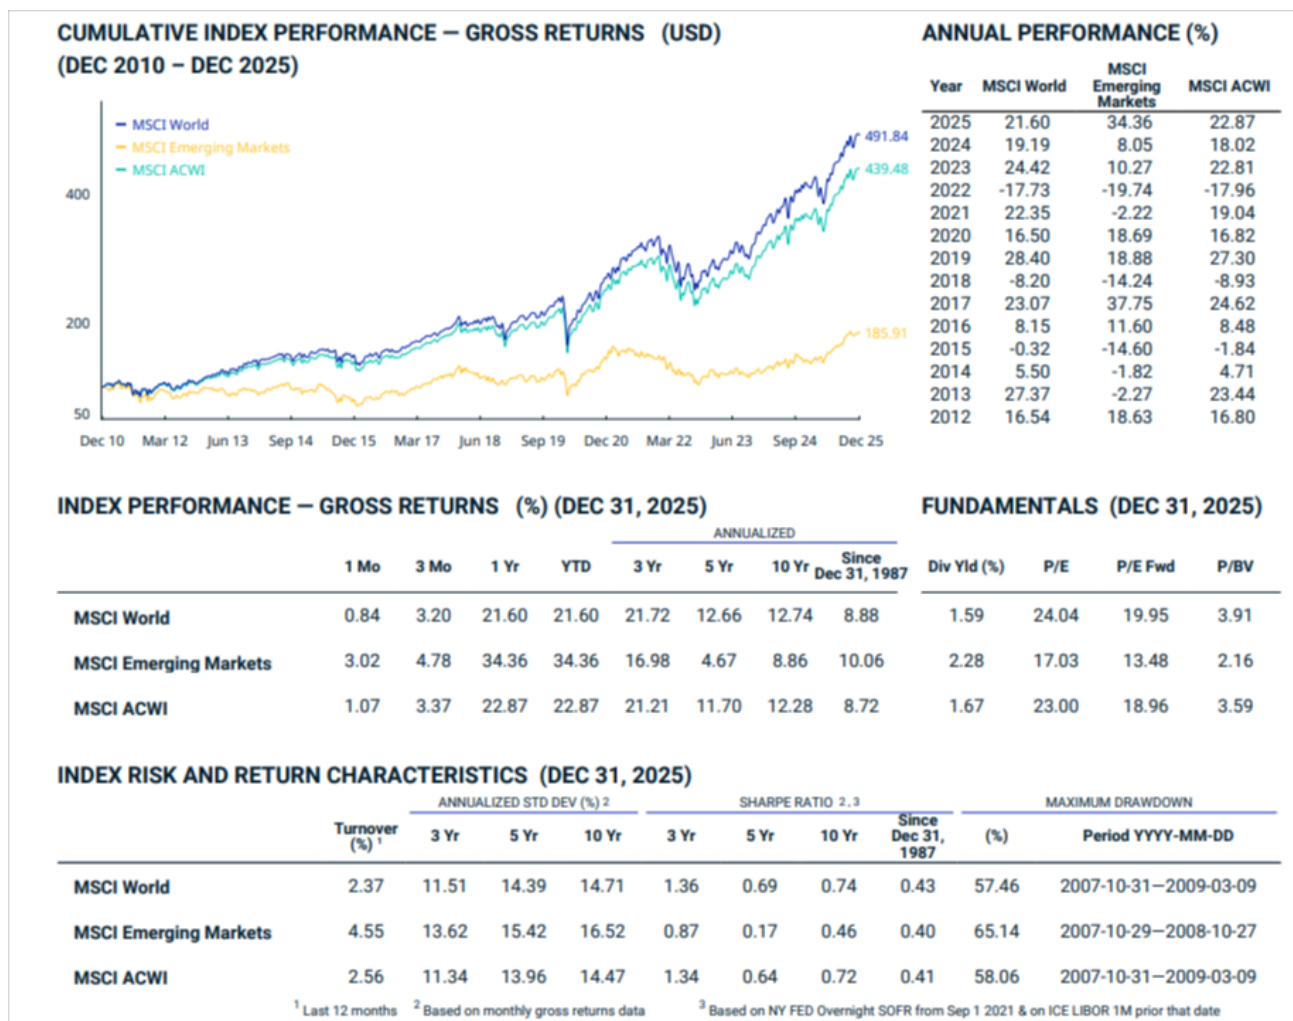 CUMULATIVE INDEX PERFORMANCE — GROSS RETURNS (USD)
(DEC 2010 – DEC 2025)
MSCI World
MSCI Emerging Markets
MSCI ACWI
491.84
439.48
185.91
400
200
50
Dec 10 Mar 12 Jun 13 Sep 14 Dec 15 Mar 17 Jun 18 Sep 19 Dec 20 Mar 22 Jun 23 Sep 24 Dec 25
ANNUAL PERFORMANCE (%)
Year MSCI World MSCI Emerging Markets MSCI ACWI
2025 21.60 34.36 22.87
2024 19.19 8.05 18.02
2023 24.42 10.27 22.81
2022 -17.73 -19.74 -17.96
2021 22.35 -2.22 19.04
2020 16.50 18.69 16.82
2019 28.40 18.88 27.30
2018 -8.20 -14.24 -8.93
2017 23.07 37.75 24.62
2016 8.15 11.60 8.48
2015 -0.32 -14.60 -1.84
2014 5.50 -1.82 4.71
2013 27.37 -2.27 23.44
2012 16.54 18.63 16.80
INDEX PERFORMANCE — GROSS RETURNS (%) (DEC 31, 2025)
ANNUALIZED
1 Mo 3 Mo 1 Yr YTD 3 Yr 5 Yr 10 Yr Since Dec 31, 1987
MSCI World 0.84 3.20 21.60 21.60 21.72 12.66 12.74 8.88
MSCI Emerging Markets 3.02 4.78 34.36 34.36 16.98 4.67 8.86 10.06
MSCI ACWI 1.07 3.37 22.87 22.87 21.21 11.70 12.28 8.72
FUNDAMENTALS (DEC 31, 2025)
Div Yld (%) P/E P/E Fwd P/BV
1.59 24.04 19.95 3.91
2.28 17.03 13.48 2.16
1.67 23.00 18.96 3.59
INDEX RISK AND RETURN CHARACTERISTICS (DEC 31, 2025)
ANNUALIZED STD DEV (%) 2 SHARPE RATIO 2,3 MAXIMUM DRAWDOWN
Turnover (%) 1 3 Yr 5 Yr 10 Yr 3 Yr 5 Yr 10 Yr Since Dec 31, 1987 (%) Period YYYY-MM-DD
MSCI World 2.37 11.51 14.39 14.71 1.36 0.69 0.74 0.43 57.46 2007-10-31—2009-03-09
MSCI Emerging Markets 4.55 13.62 15.42 16.52 0.87 0.17 0.46 0.40 65.14 2007-10-29—2008-10-27
MSCI ACWI 2.56 11.34 13.96 14.47 1.34 0.64 0.72 0.41 58.06 2007-10-31—2009-03-09
1 Last 12 months 2 Based on monthly gross returns data 3 Based on NY FED Overnight SOFR from Sep 1 2021 & on ICE LIBOR 1M prior that date